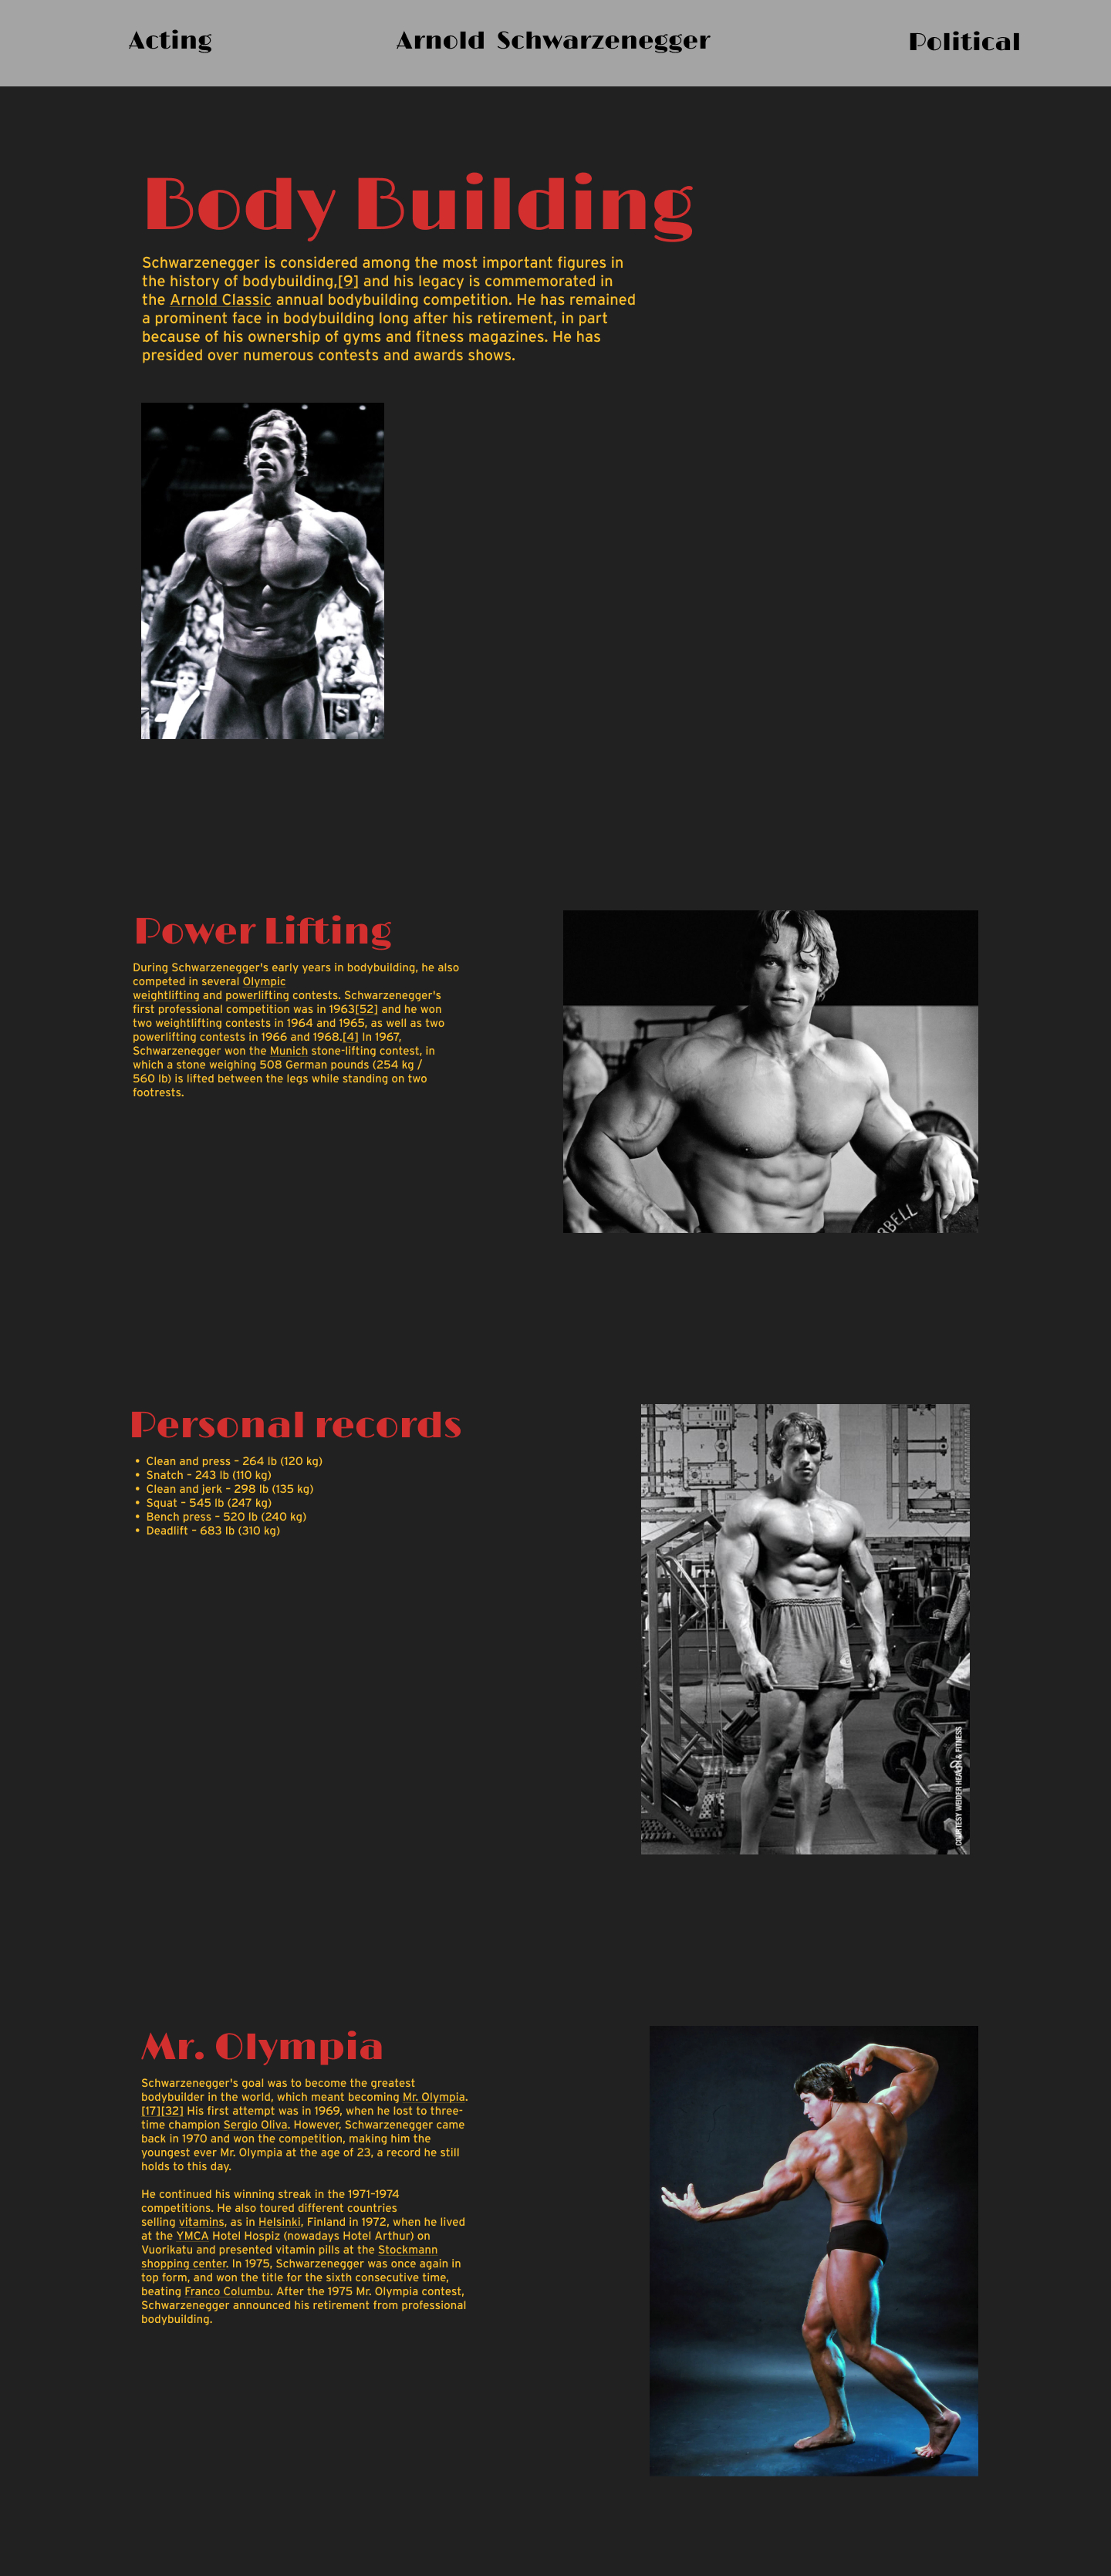 Acting Arnold Schwarzenegger Political
Body Building
Schwarzenegger is considered among the most important figures in
the history of bodybuilding,[9] and his legacy is commemorated in
the Arnold Classic annual bodybuilding competition. He has remained
a prominent face in bodybuilding long after his retirement, in part
because of his ownership of gyms and fitness magazines. He has
presided over numerous contests and awards shows.
Power Lifting
During Schwarzenegger's early years in bodybuilding, he also
competed in several Olympic
weightlifting and powerlifting contests. Schwarzenegger's
first professional competition was in 1963[52] and he won
two weightlifting contests in 1964 and 1965, as well as two
powerlifting contests in 1966 and 1968.[4] In 1967,
Schwarzenegger won the Munich stone-lifting contest, in
which a stone weighing 508 German pounds (254 kg /
560 lb) is lifted between the legs while standing on two
footrests.
RBELL
Personal records
• Clean and press – 264 lb (120 kg)
• Snatch – 243 lb (110 kg)
• Clean and jerk – 298 lb (135 kg)
• Squat – 545 lb (247 kg)
• Bench press – 520 lb (240 kg)
• Deadlift – 683 lb (310 kg)
COURTESY WEIDER HEALTH & FITNESS
Mr. Olympia
Schwarzenegger's goal was to become the greatest
bodybuilder in the world, which meant becoming Mr. Olympia.
[17][32] His first attempt was in 1969, when he lost to three-
time champion Sergio Oliva. However, Schwarzenegger came
back in 1970 and won the competition, making him the
youngest ever Mr. Olympia at the age of 23, a record he still
holds to this day.
He continued his winning streak in the 1971–1974
competitions. He also toured different countries
selling vitamins, as in Helsinki, Finland in 1972, when he lived
at the YMCA Hotel Hospiz (nowadays Hotel Arthur) on
Vuorikatu and presented vitamin pills at the Stockmann
shopping center. In 1975, Schwarzenegger was once again in
top form, and won the title for the sixth consecutive time,
beating Franco Columbu. After the 1975 Mr. Olympia contest,
Schwarzenegger announced his retirement from professional
bodybuilding.